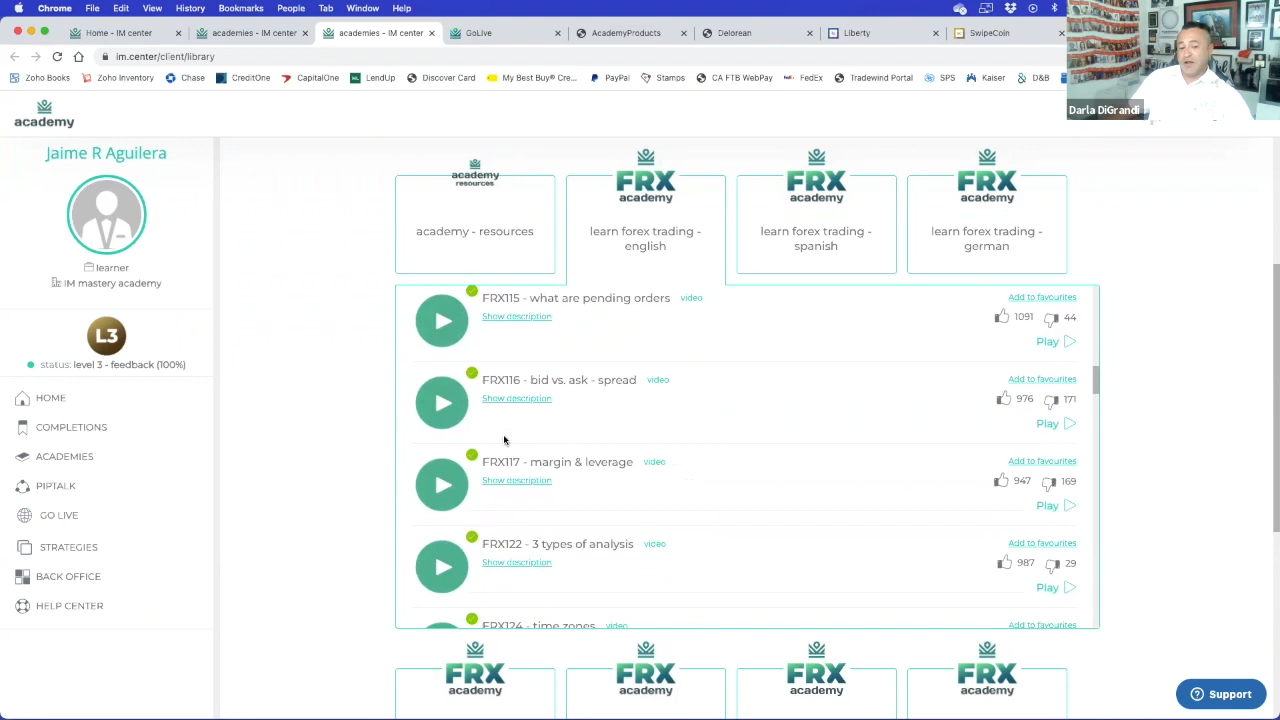 Chrome File Edit View History Bookmarks People Tab Window Help
Home - IM center
academies - IM center
academies - IM center
GoLive
AcademyProducts
Delorean
Liberty
SwipeCoin
im.center/client/library
Zoho Books Zoho Inventory Chase CreditOne CapitalOne LendUp Discover Card My Best Buy® Cre... PayPal Stamps CA FTB WebPay FedEx Tradewind Portal SPS Kaiser D&B
Darla DiGrandi
academy
Jaime R Aguilera
learner
IM mastery academy
L3
status: level 3 - feedback (100%)
HOME
COMPLETIONS
ACADEMIES
PIPTALK
GO LIVE
STRATEGIES
BACK OFFICE
HELP CENTER
academy
resources
academy - resources
FRX
academy
learn forex trading -
english
FRX
academy
learn forex trading -
spanish
FRX
academy
learn forex trading -
german
FRX115 - what are pending orders video Add to favourites
Show description 1091 44
Play
FRX116 - bid vs. ask - spread video Add to favourites
Show description 976 171
Play
FRX117 - margin & leverage video Add to favourites
Show description 947 169
Play
FRX122 - 3 types of analysis video Add to favourites
Show description 987 29
Play
FRX124 - time zones video Add to favourites
FRX
academy
FRX
academy
FRX
academy
FRX
academy
Support